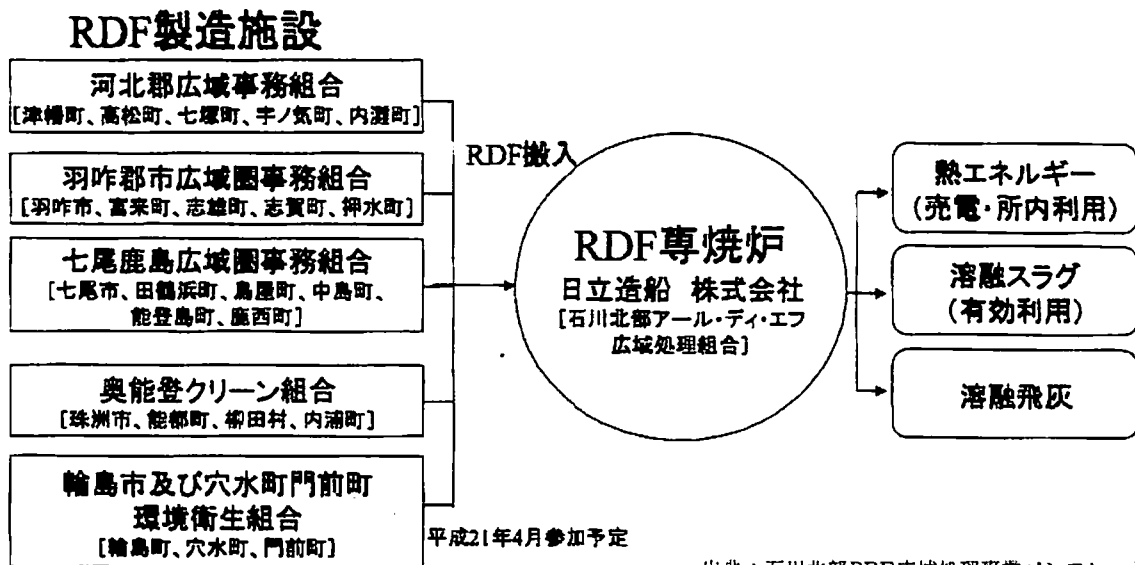 RDF製造施設
河北郡広域事務組合
[津幡町、高松町、七塚町、宇ノ気町、内灘町]
羽咋郡市広域圏事務組合
[羽咋市、富来町、志雄町、志賀町、押水町]
七尾鹿島広域圏事務組合
[七尾市、田鶴浜町、鳥屋町、中島町、
能登島町、鹿西町]
奥能登クリーン組合
[珠洲市、能都町、柳田村、内浦町]
輪島市及び穴水町門前町
環境衛生組合
[輪島町、穴水町、門前町]
平成21年4月参加予定
RDF搬入
RDF専焼炉
日立造船 株式会社
[石川北部アール・ディ・エフ
広域処理組合]
熱エネルギー
(売電・所内利用)
溶融スラグ
(有効利用)
溶融飛灰